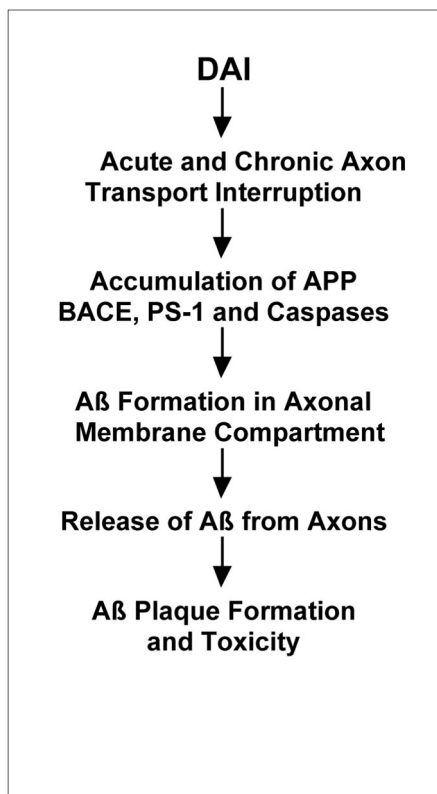 DAI
Acute and Chronic Axon
Transport Interruption
Accumulation of APP
BACE, PS-1 and Caspases
Aß Formation in Axonal
Membrane Compartment
Release of Aß from Axons
Aß Plaque Formation
and Toxicity